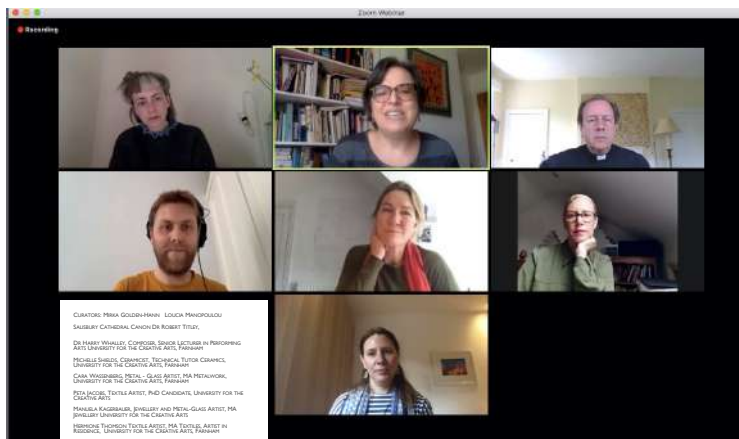 Zoom Webinar
Recording
CURATORS: MIRKA GOLDEN-HANN LOUCIA MANOPOULOU
SALISBURY CATHEDRAL CANON DR ROBERT TITLEY,
DR HARRY WHALLEY, COMPOSER, SENIOR LECTURER IN PERFORMING
ARTS UNIVERSITY FOR THE CREATIVE ARTS, FARNHAM
MICHELLE SHIELDS, CERAMICIST, TECHNICAL TUTOR CERAMICS,
UNIVERSITY FOR THE CREATIVE ARTS, FARNHAM
CARA WASSENBERG, METAL - GLASS ARTIST, MA METALWORK,
UNIVERSITY FOR THE CREATIVE ARTS, FARNHAM
PETA JACOBS, TEXTILE ARTIST, PHD CANDIDATE, UNIVERSITY FOR THE
CREATIVE ARTS
MANUELA KAGERBAUER, JEWELLERY AND METAL-GLASS ARTIST, MA
JEWELLERY UNIVERSITY FOR THE CREATIVE ARTS
HERMIONE THOMSON TEXTILE ARTIST, MA TEXTILES, ARTIST IN
RESIDENCE, UNIVERSITY FOR THE CREATIVE ARTS, FARNHAM